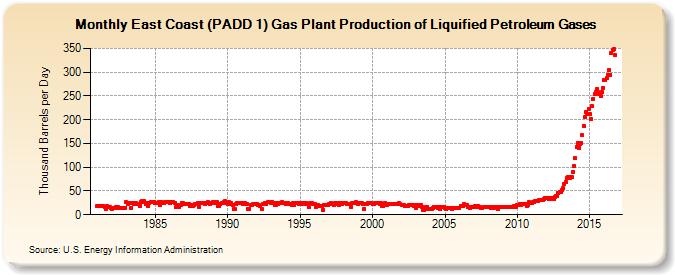 Monthly East Coast (PADD 1) Gas Plant Production of Liquified Petroleum Gases
Thousand Barrels per Day
350
300
250
200
150
100
50
0
1985 1990 1995 2000 2005 2010 2015
Source: U.S. Energy Information Administration